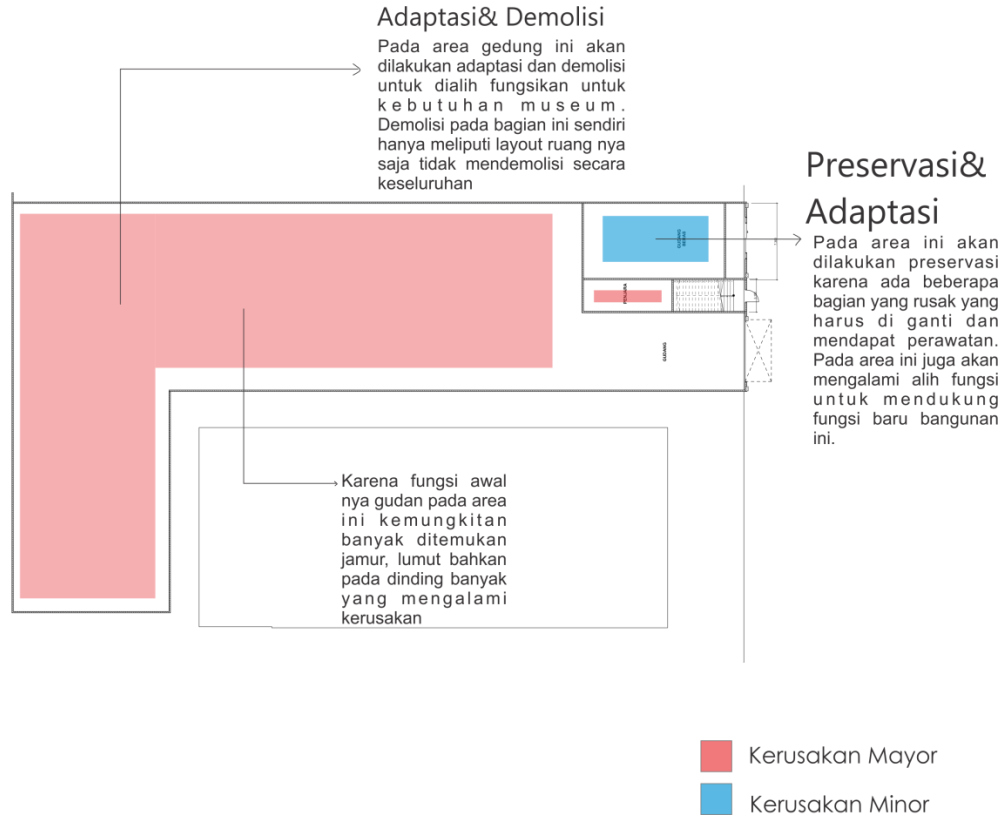 Adaptasi& Demolisi
Pada area gedung ini akan
dilakukan adaptasi dan demolisi
untuk dialih fungsikan untuk
kebutuhan museum.
Demolisi pada bagian ini sendiri
hanya meliputi layout ruang nya
saja tidak mendemolisi secara
keseluruhan
Preservasi&
Adaptasi
Pada area ini akan
dilakukan preservasi
karena ada beberapa
bagian yang rusak yang
harus di ganti dan
mendapat perawatan.
Pada area ini juga akan
mengalami alih fungsi
untuk mendukung
fungsi baru bangunan
ini.
GUDANG
PENJARA
GUDANG
Karena fungsi awal
nya gudan pada area
ini kemungkitan
banyak ditemukan
jamur, lumut bahkan
pada dinding banyak
yang mengalami
kerusakan
Kerusakan Mayor
Kerusakan Minor